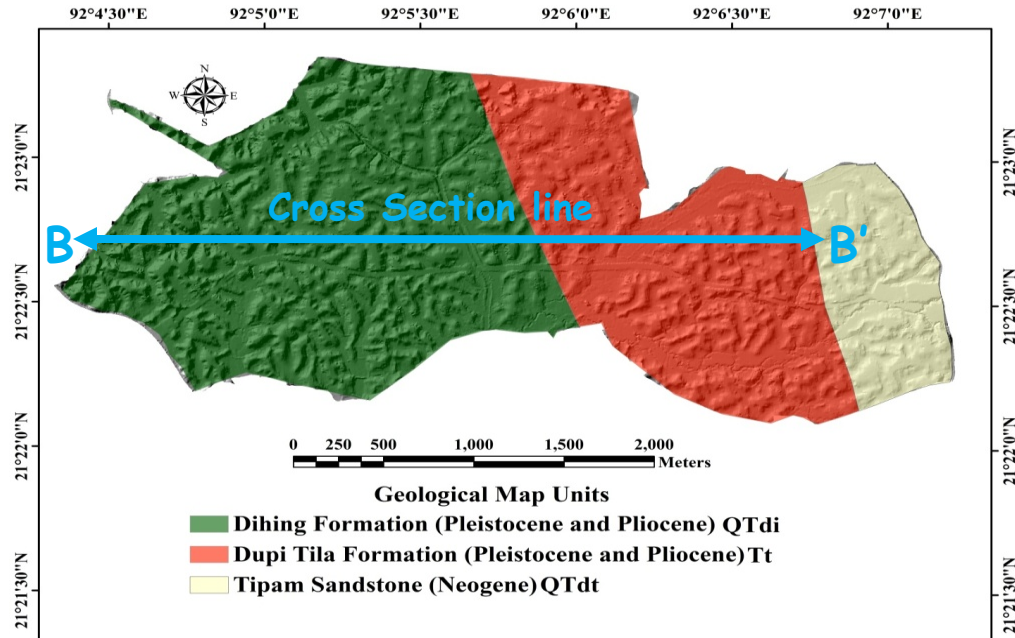 92°4'30"E 92°5'0"E 92°5'30"E 92°6'0"E 92°6'30"E 92°7'0"E
N
W E
S
21°23'0"N
21°23'0"N
Cross Section line
B B'
21°22'30"N
21°22'30"N
21°22'0"N
21°22'0"N
0 250 500 1,000 1,500 2,000
Meters
Geological Map Units
Dihing Formation (Pleistocene and Pliocene) QTdi
Dupi Tila Formation (Pleistocene and Pliocene) Tt
Tipam Sandstone (Neogene) QTdt
21°21'30"N
21°21'30"N